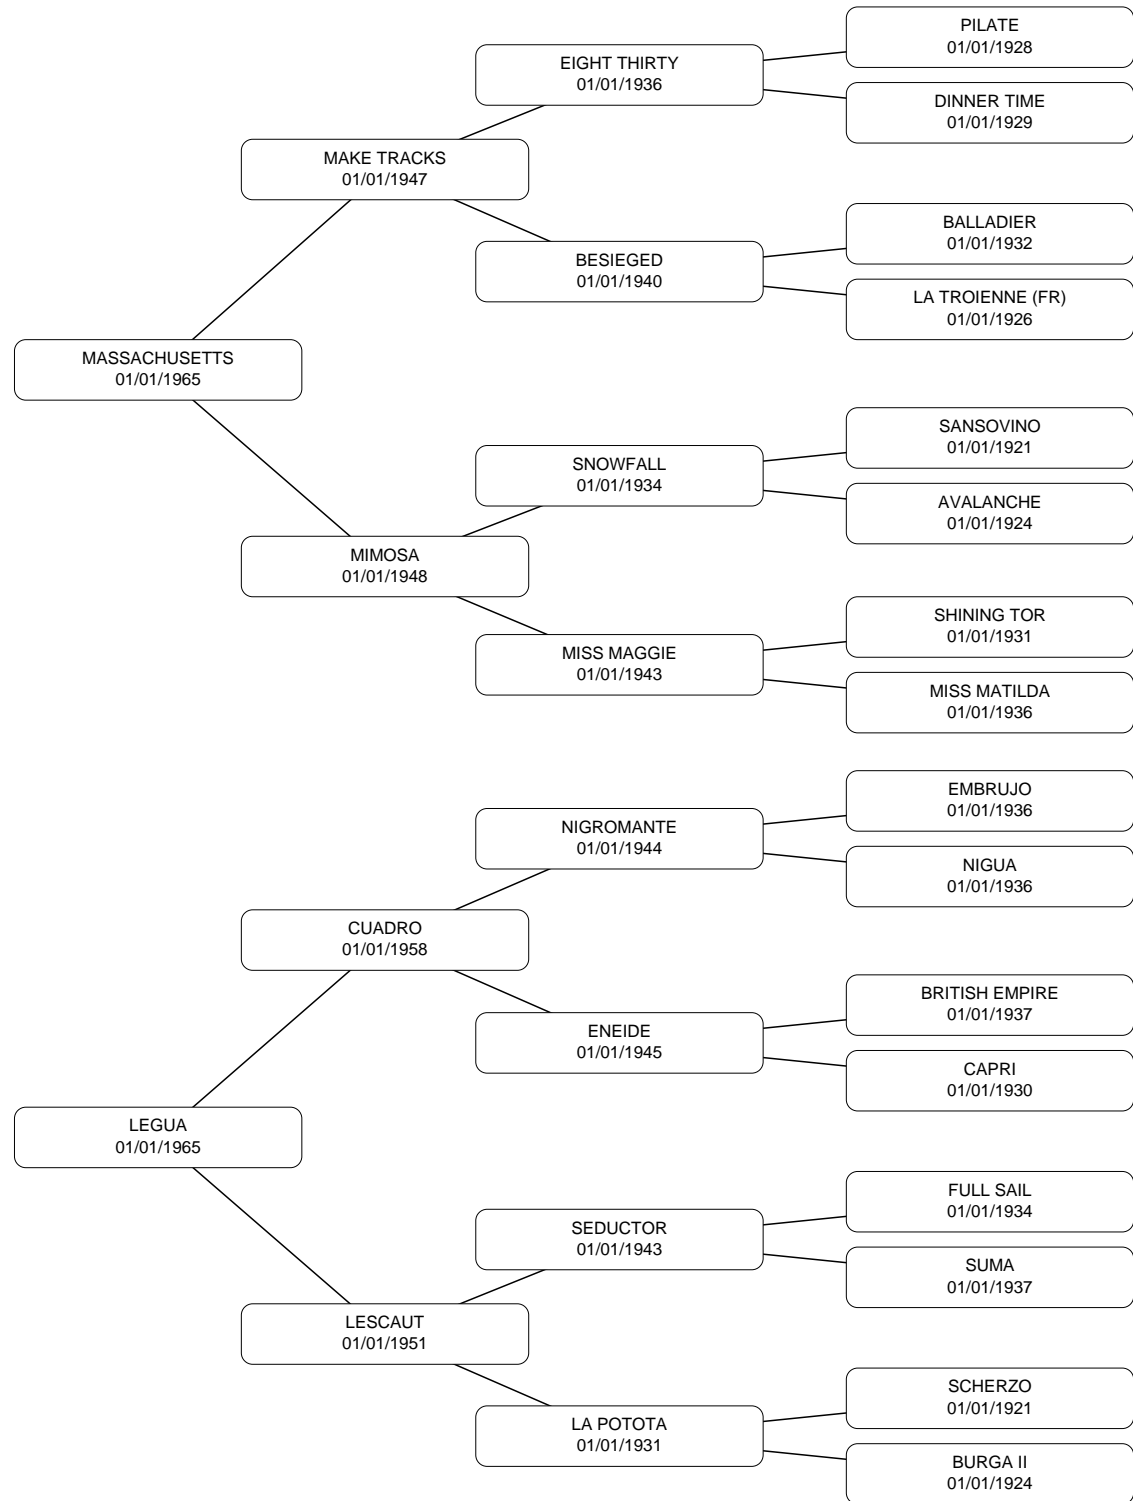 PILATE
01/01/1928
EIGHT THIRTY
01/01/1936
DINNER TIME
01/01/1929
MAKE TRACKS
01/01/1947
BALLADIER
01/01/1932
BESIEGED
01/01/1940
LA TROIENNE (FR)
01/01/1926
MASSACHUSETTS
01/01/1965
SANSOVINO
01/01/1921
SNOWFALL
01/01/1934
AVALANCHE
01/01/1924
MIMOSA
01/01/1948
SHINING TOR
01/01/1931
MISS MAGGIE
01/01/1943
MISS MATILDA
01/01/1936
EMBRUJO
01/01/1936
NIGROMANTE
01/01/1944
NIGUA
01/01/1936
CUADRO
01/01/1958
BRITISH EMPIRE
01/01/1937
ENEIDE
01/01/1945
CAPRI
01/01/1930
LEGUA
01/01/1965
FULL SAIL
01/01/1934
SEDUCTOR
01/01/1943
SUMA
01/01/1937
LESCAUT
01/01/1951
SCHERZO
01/01/1921
LA POTOTA
01/01/1931
BURGA II
01/01/1924